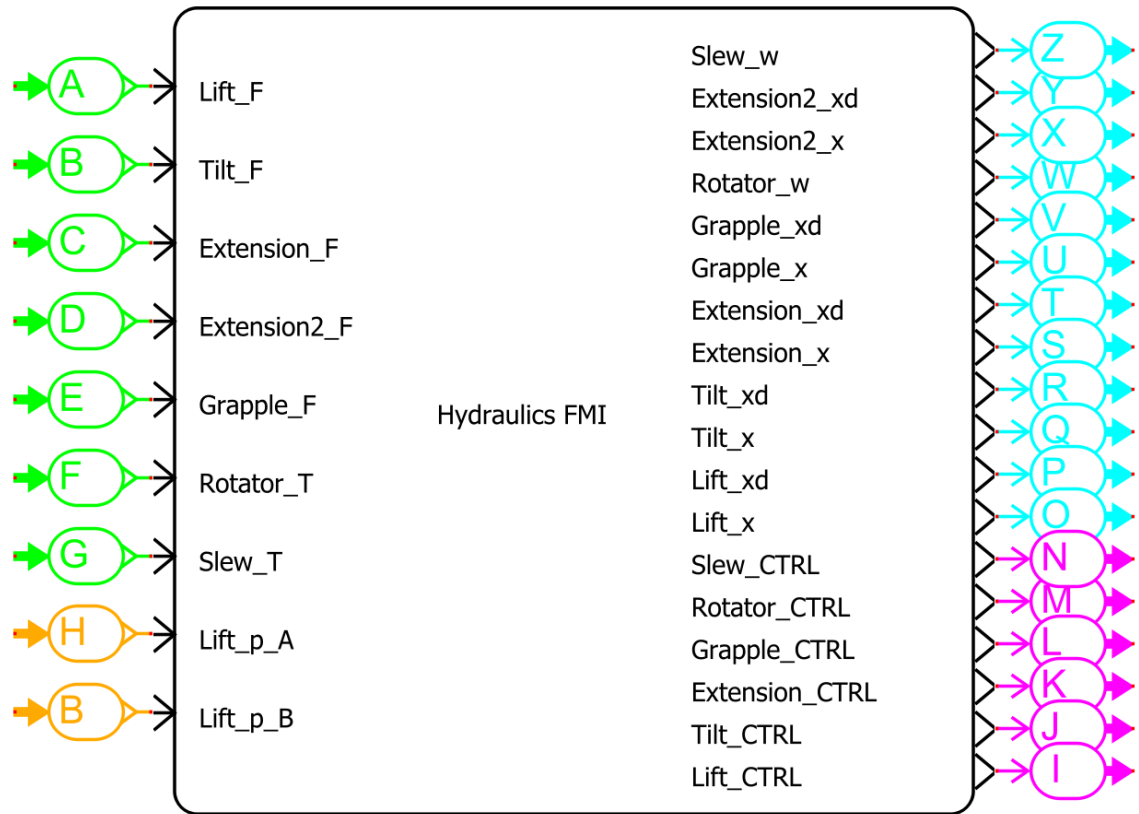 A Lift_F
B Tilt_F
C Extension_F
D Extension2_F
E Grapple_F
F Rotator_T
G Slew_T
H Lift_p_A
B Lift_p_B
Hydraulics FMI
Slew_w Z
Extension2_xd Y
Extension2_x X
Rotator_w W
Grapple_xd V
Grapple_x U
Extension_xd T
Extension_x S
Tilt_xd R
Tilt_x Q
Lift_xd P
Lift_x O
Slew_CTRL N
Rotator_CTRL M
Grapple_CTRL L
Extension_CTRL K
Tilt_CTRL J
Lift_CTRL I